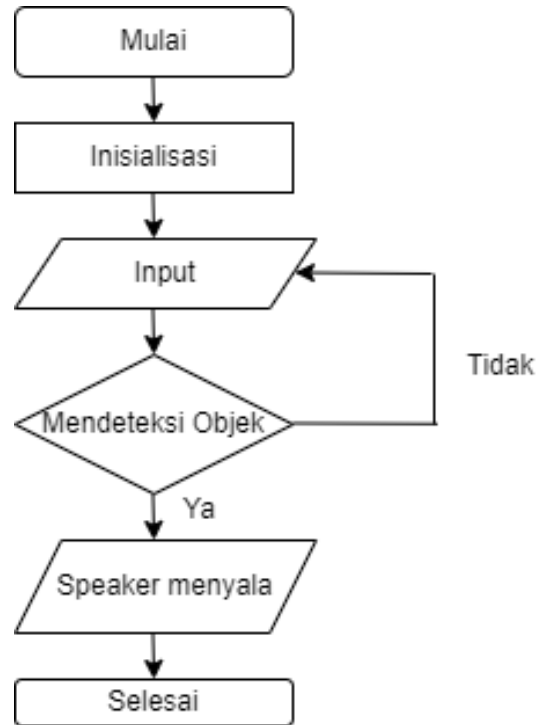 Mulai
Inisialisasi
Input
Tidak
Mendeteksi Objek
Ya
Speaker menyala
Selesai